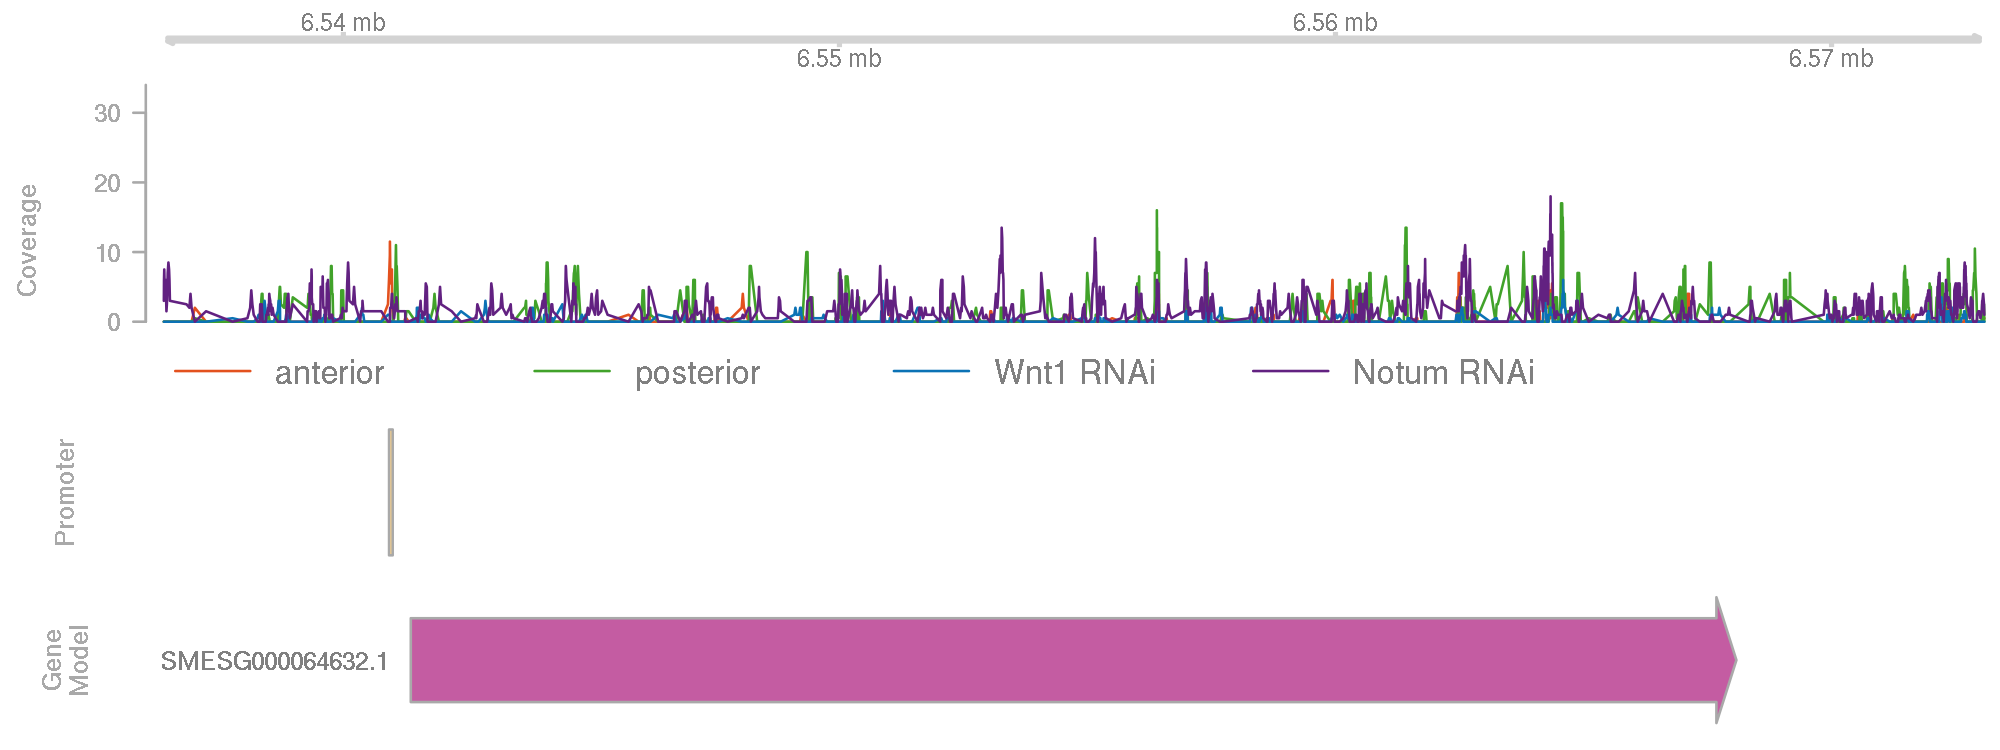 6.54 mb
6.56 mb
6.55 mb
6.57 mb
30
20
10
0
Coverage
anterior
posterior
Wnt1 RNAi
Notum RNAi
Promoter
Gene
Model
SMESG000064632.1